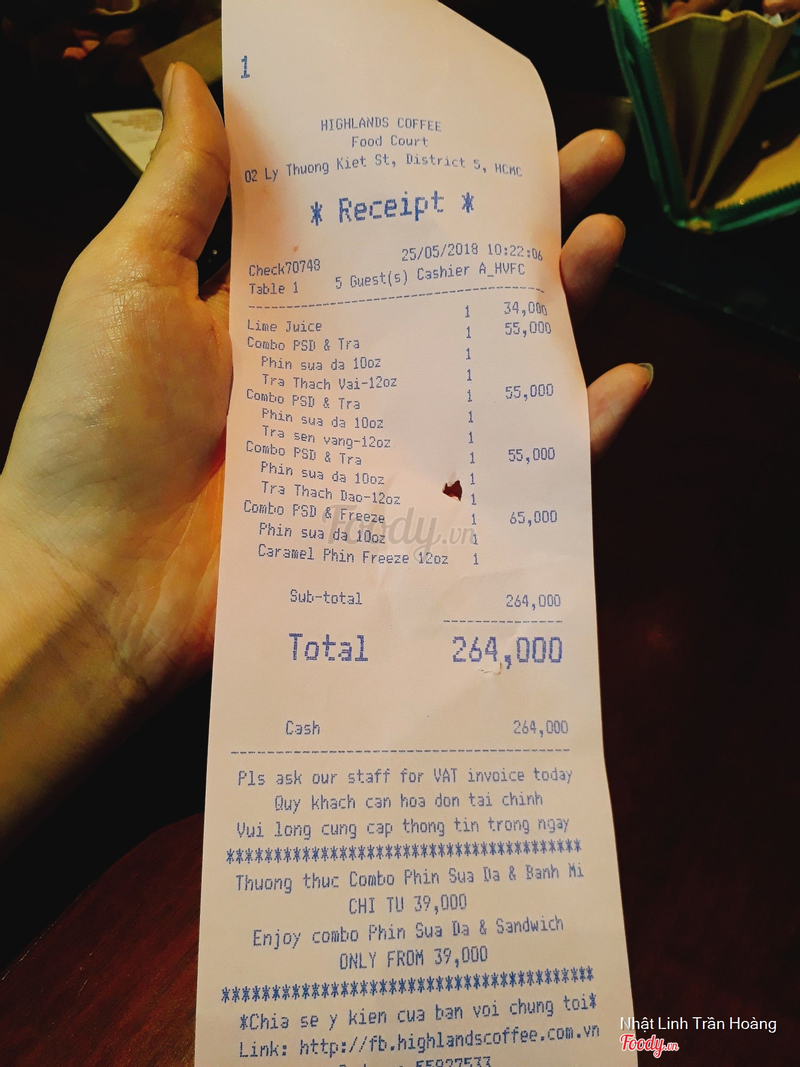 1
HIGHLANDS COFFEE
Food Court
02 Ly Thuong Kiet St, District 5, HCMC
* Receipt *
Check70748 25/05/2018 10:22:06
Table 1 5 Guest(s) Cashier A_HVFC
Lime Juice 1 34,000
Combo PSD & Tra 1 55,000
Phin sua da 10oz 1
Tra Thach Vai-12oz 1
Combo PSD & Tra 1 55,000
Phin sua da 10oz 1
Tra sen vang-12oz 1
Combo PSD & Tra 1 55,000
Phin sua da 10oz 1
Tra Thach Dao-12oz 1
Combo PSD & Freeze 1 65,000
Phin sua da 10oz 1
Caramel Phin Freeze 12oz 1
Foody.vn
Sub-total 264,000
Total 264,000
Cash 264,000
Pls ask our staff for VAT invoice today
Quy khach can hoa don tai chinh
Vui long cung cap thong tin trong ngay
****************************************
Thuong thuc Combo Phin Sua Da & Banh Mi
CHI TU 39,000
Enjoy combo Phin Sua Da & Sandwich
ONLY FROM 39,000
****************************************
*Chia se y kien cua ban voi chung toi*
Link: http://fb.highlandscoffee.com.vn
55927533
Nhật Linh Trần Hoàng
Foody.vn